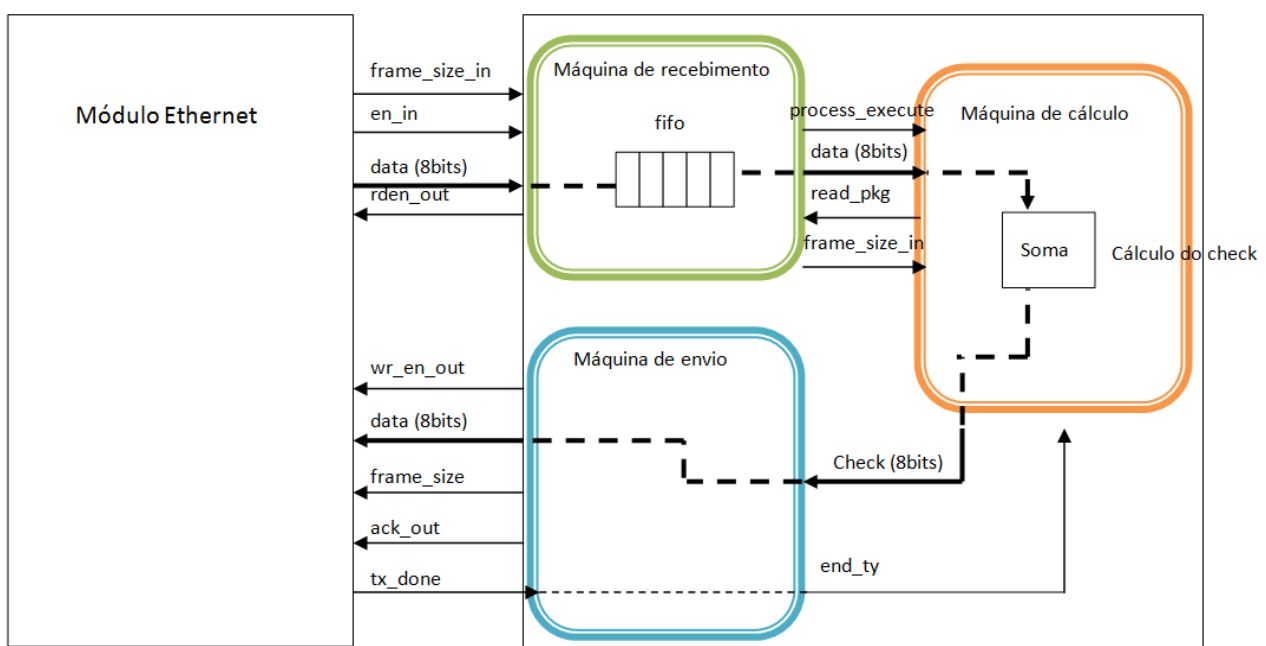 Módulo Ethernet
frame_size_in
en_in
data (8bits)
rden_out
Máquina de recebimento
fifo
process_execute
data (8bits)
read_pkg
frame_size_in
Máquina de cálculo
Soma
Cálculo do check
Máquina de envio
wr_en_out
data (8bits)
frame_size
ack_out
tx_done
Check (8bits)
end_ty